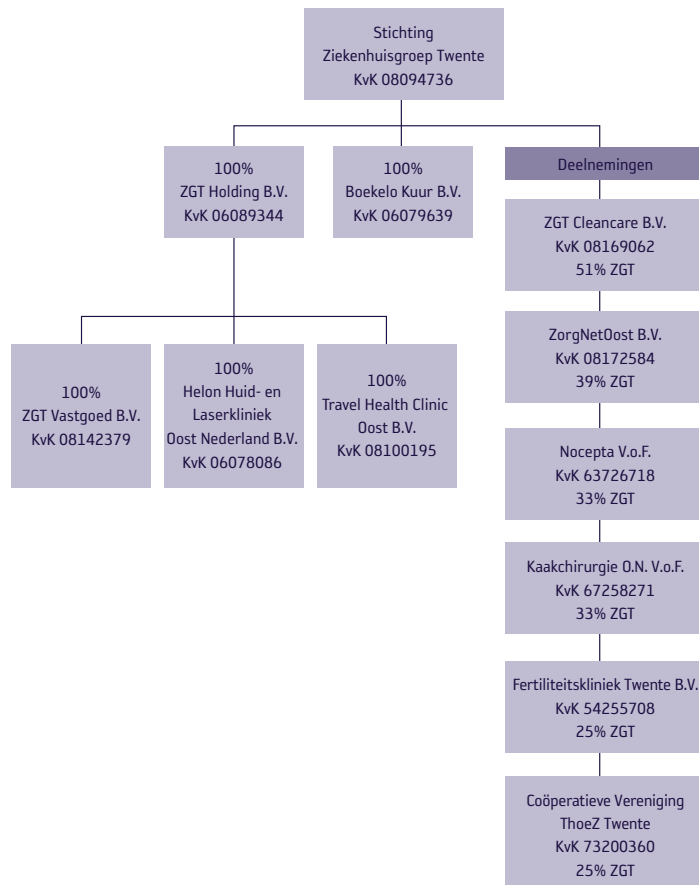 Stichting
Ziekenhuisgroep Twente
KvK 08094736
100%
ZGT Holding B.V.
KvK 06089344
100%
Boekelo Kuur B.V.
KvK 06079639
Deelnemingen
ZGT Cleancare B.V.
KvK 08169062
51% ZGT
100%
ZGT Vastgoed B.V.
KvK 08142379
100%
Helon Huid- en
Laserkliniek
Oost Nederland B.V.
KvK 06078086
100%
Travel Health Clinic
Oost B.V.
KvK 08100195
ZorgNetOost B.V.
KvK 08172584
39% ZGT
Nocepta V.o.F.
KvK 63726718
33% ZGT
Kaakchirurgie O.N. V.o.F.
KvK 67258271
33% ZGT
Fertiliteitskliniek Twente B.V.
KvK 54255708
25% ZGT
Coöperatieve Vereniging
ThoeZ Twente
KvK 73200360
25% ZGT